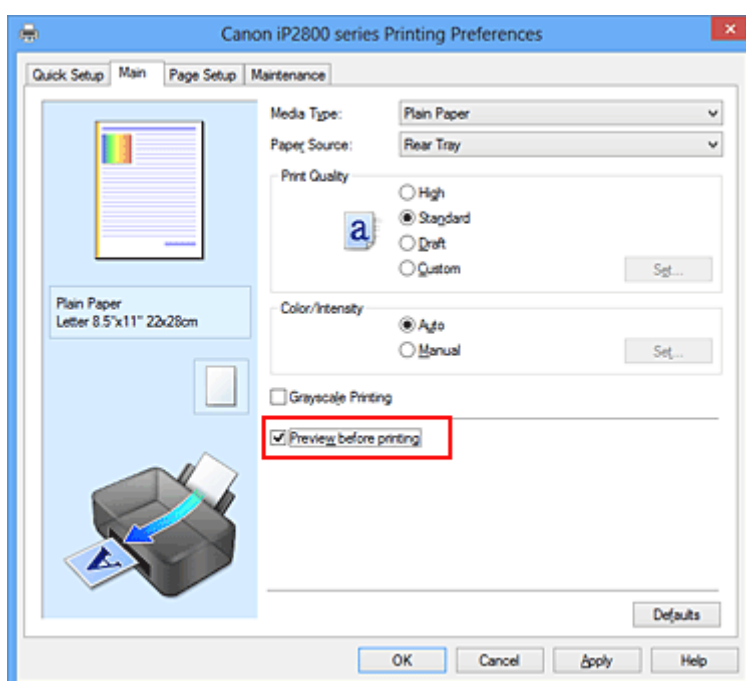 Canon iP2800 series Printing Preferences
Quick Setup Main Page Setup Maintenance
Media Type: Plain Paper
Paper Source: Rear Tray
Print Quality
High
a
Standard
Draft
Custom Set...
Plain Paper
Letter 8.5"x11" 22x28cm
Color/Intensity
Auto
Manual Set...
Grayscale Printing
Preview before printing
A
Defaults
OK Cancel Apply Help